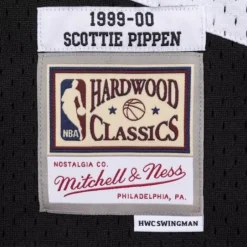 1999-00
SCOTTIE PIPPEN
HARDWOOD
NBA
CLASSICS
NOSTALGIA CO.
Mitchell & Ness
PHILADELPHIA, PA.
HWC SWINGMAN